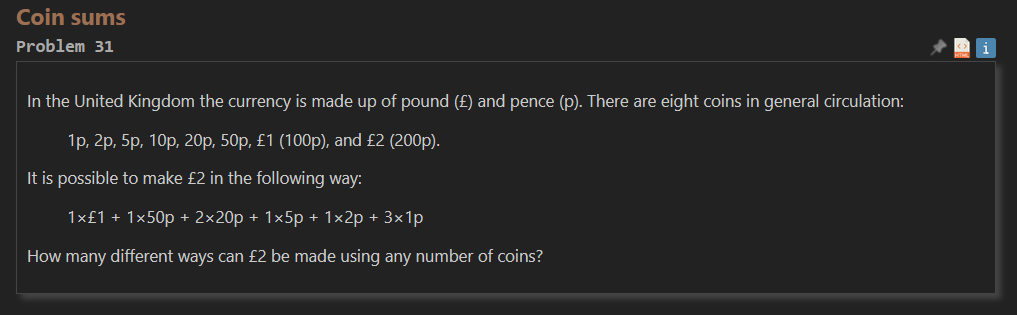 Coin sums
Problem 31
i
In the United Kingdom the currency is made up of pound (£) and pence (p). There are eight coins in general circulation:
1p, 2p, 5p, 10p, 20p, 50p, £1 (100p), and £2 (200p).
It is possible to make £2 in the following way:
1×£1 + 1×50p + 2×20p + 1×5p + 1×2p + 3×1p
How many different ways can £2 be made using any number of coins?